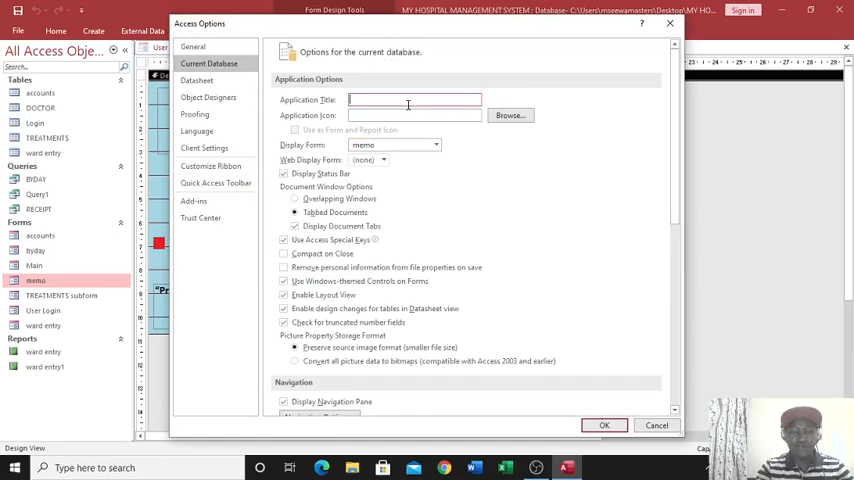 Form Design Tools
MY HOSPITAL MANAGEMENT SYSTEM : Database- C:\Users\mseewamasters\Desktop\MY HO...
Sign in
File
Home
Create
External Data
All Access Obje...
Search...
Tables
accounts
DOCTOR
Login
TREATMENTS
ward entry
Queries
BYDAY
Query1
RECEIPT
Forms
accounts
byday
Main
memo
TREATMENTS subform
User Login
ward entry
Reports
ward entry
ward entry1
User
"Pr
Access Options
General
Current Database
Datasheet
Object Designers
Proofing
Language
Client Settings
Customize Ribbon
Quick Access Toolbar
Add-ins
Trust Center
Options for the current database.
Application Options
Application Title:
Application Icon:
Browse...
Use as Form and Report Icon
Display Form: memo
Web Display Form: (none)
Display Status Bar
Document Window Options
Overlapping Windows
Tabbed Documents
Display Document Tabs
Use Access Special Keys
Compact on Close
Remove personal information from file properties on save
Use Windows-themed Controls on Forms
Enable Layout View
Enable design changes for tables in Datasheet view
Check for truncated number fields
Picture Property Storage Format
Preserve source image format (smaller file size)
Convert all picture data to bitmaps (compatible with Access 2003 and earlier)
Navigation
Display Navigation Pane
OK
Cancel
Design View
Type here to search